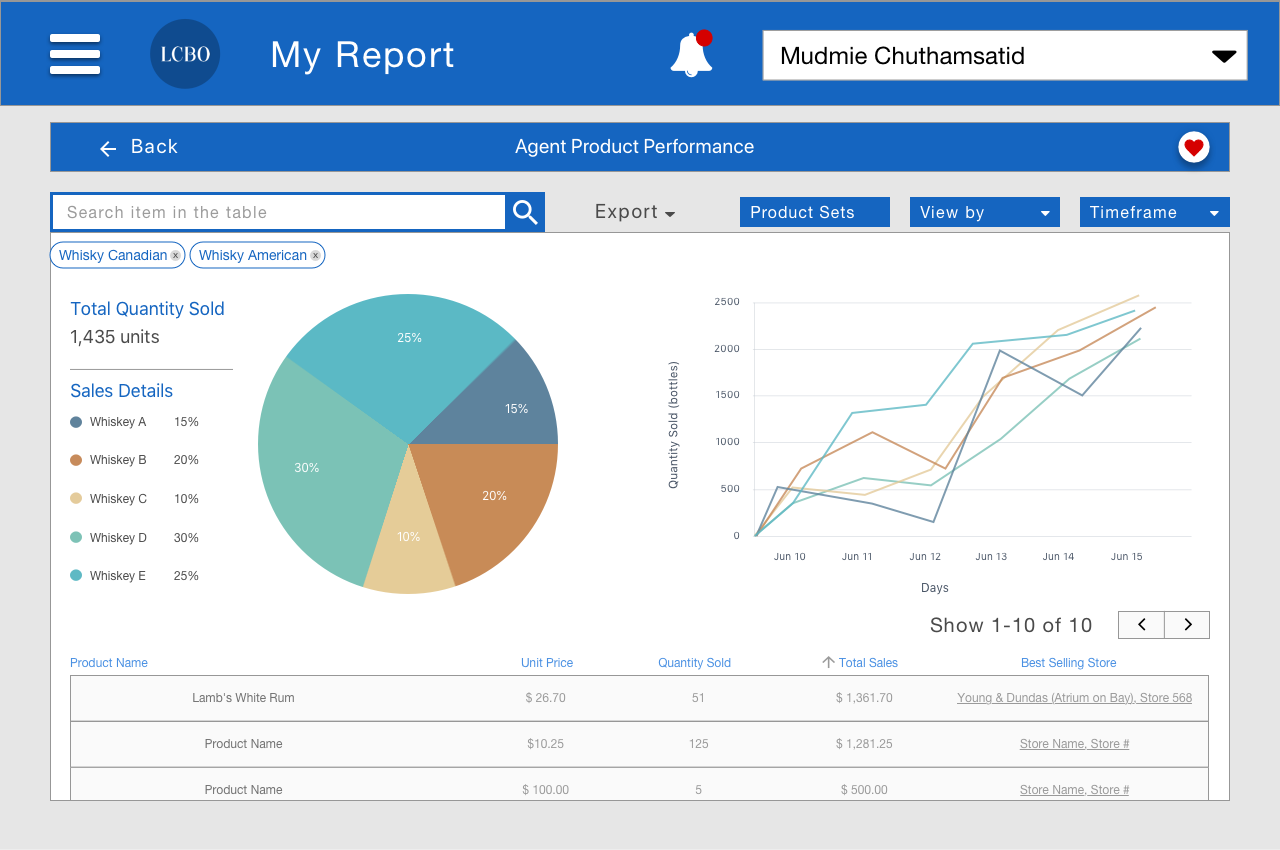 LCBO My Report Mudmie Chuthamsatid
Back Agent Product Performance
Search item in the table Export Product Sets View by Timeframe
Whisky Canadian x Whisky American x
Total Quantity Sold
1,435 units
Sales Details
Whiskey A 15%
Whiskey B 20%
Whiskey C 10%
Whiskey D 30%
Whiskey E 25%
25%
15%
30%
20%
10%
Quantity Sold (bottles)
2500
2000
1500
1000
500
0
Jun 10 Jun 11 Jun 12 Jun 13 Jun 14 Jun 15
Days
Show 1-10 of 10
Product Name Unit Price Quantity Sold Total Sales Best Selling Store
Lamb's White Rum $ 26.70 51 $ 1,361.70 Young & Dundas (Atrium on Bay), Store 568
Product Name $10.25 125 $ 1,281.25 Store Name, Store #
Product Name $ 100.00 5 $ 500.00 Store Name, Store #